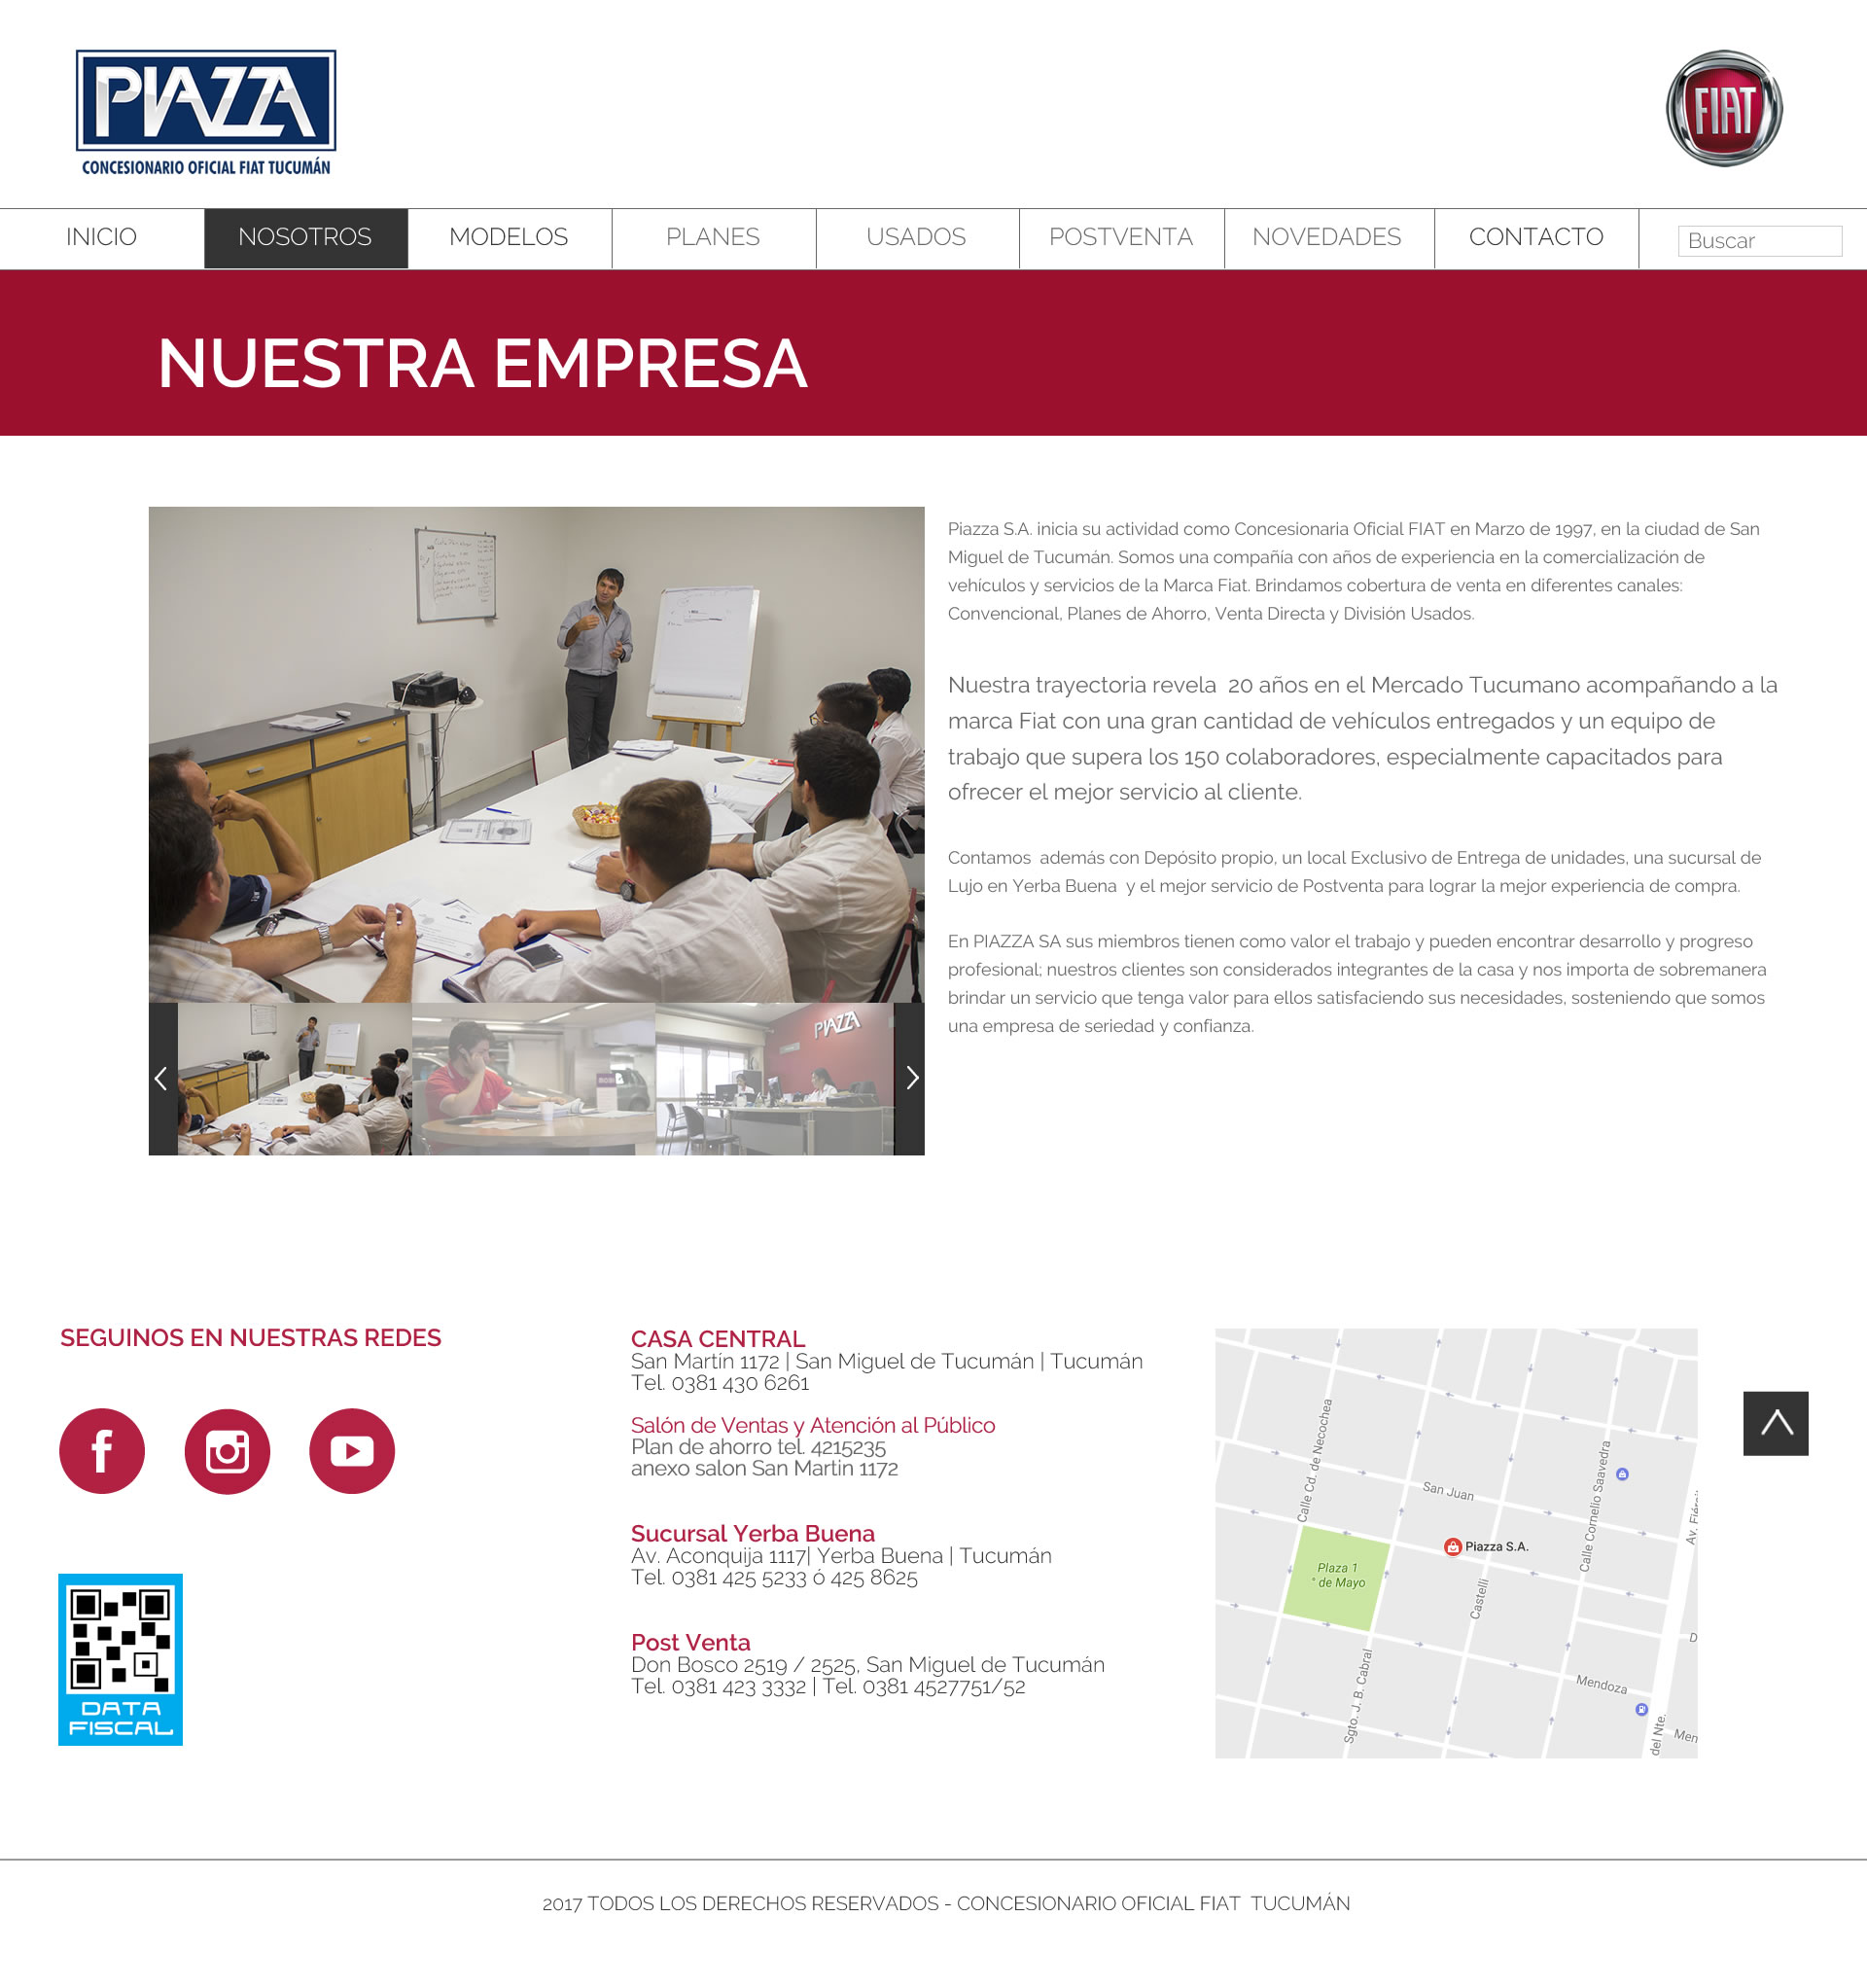 PIAZZA
CONCESIONARIO OFICIAL FIAT TUCUMÁN
FIAT
INICIO
NOSOTROS
MODELOS
PLANES
USADOS
POSTVENTA
NOVEDADES
CONTACTO
Buscar
NUESTRA EMPRESA
Piazza S.A. inicia su actividad como Concesionaria Oficial FIAT en Marzo de 1997, en la ciudad de San
Miguel de Tucumán. Somos una compañía con años de experiencia en la comercialización de
vehículos y servicios de la Marca Fiat. Brindamos cobertura de venta en diferentes canales:
Convencional, Planes de Ahorro, Venta Directa y División Usados.
Nuestra trayectoria revela  20 años en el Mercado Tucumano acompañando a la
marca Fiat con una gran cantidad de vehículos entregados y un equipo de
trabajo que supera los 150 colaboradores, especialmente capacitados para
ofrecer el mejor servicio al cliente.
Contamos  además con Depósito propio, un local Exclusivo de Entrega de unidades, una sucursal de
Lujo en Yerba Buena  y el mejor servicio de Postventa para lograr la mejor experiencia de compra.
En PIAZZA SA sus miembros tienen como valor el trabajo y pueden encontrar desarrollo y progreso
profesional; nuestros clientes son considerados integrantes de la casa y nos importa de sobremanera
brindar un servicio que tenga valor para ellos satisfaciendo sus necesidades, sosteniendo que somos
una empresa de seriedad y confianza.
PIAZZA
SEGUINOS EN NUESTRAS REDES
DATA
FISCAL
CASA CENTRAL
San Martín 1172 | San Miguel de Tucumán | Tucumán
Tel. 0381 430 6261
Salón de Ventas y Atención al Público
Plan de ahorro tel. 4215235
anexo salon San Martin 1172
Sucursal Yerba Buena
Av. Aconquija 1117| Yerba Buena | Tucumán
Tel. 0381 425 5233 ó 425 8625
Post Venta
Don Bosco 2519 / 2525, San Miguel de Tucumán
Tel. 0381 423 3332 | Tel. 0381 4527751/52
Calle Cd. de Necochea
San Juan
Calle Cornelio Saavedra
Piazza S.A.
Plaza 1
° de Mayo
Castelli
Sgto. J. B. Cabral
Mendoza
D
Men
del Nte.
2017 TODOS LOS DERECHOS RESERVADOS - CONCESIONARIO OFICIAL FIAT  TUCUMÁN